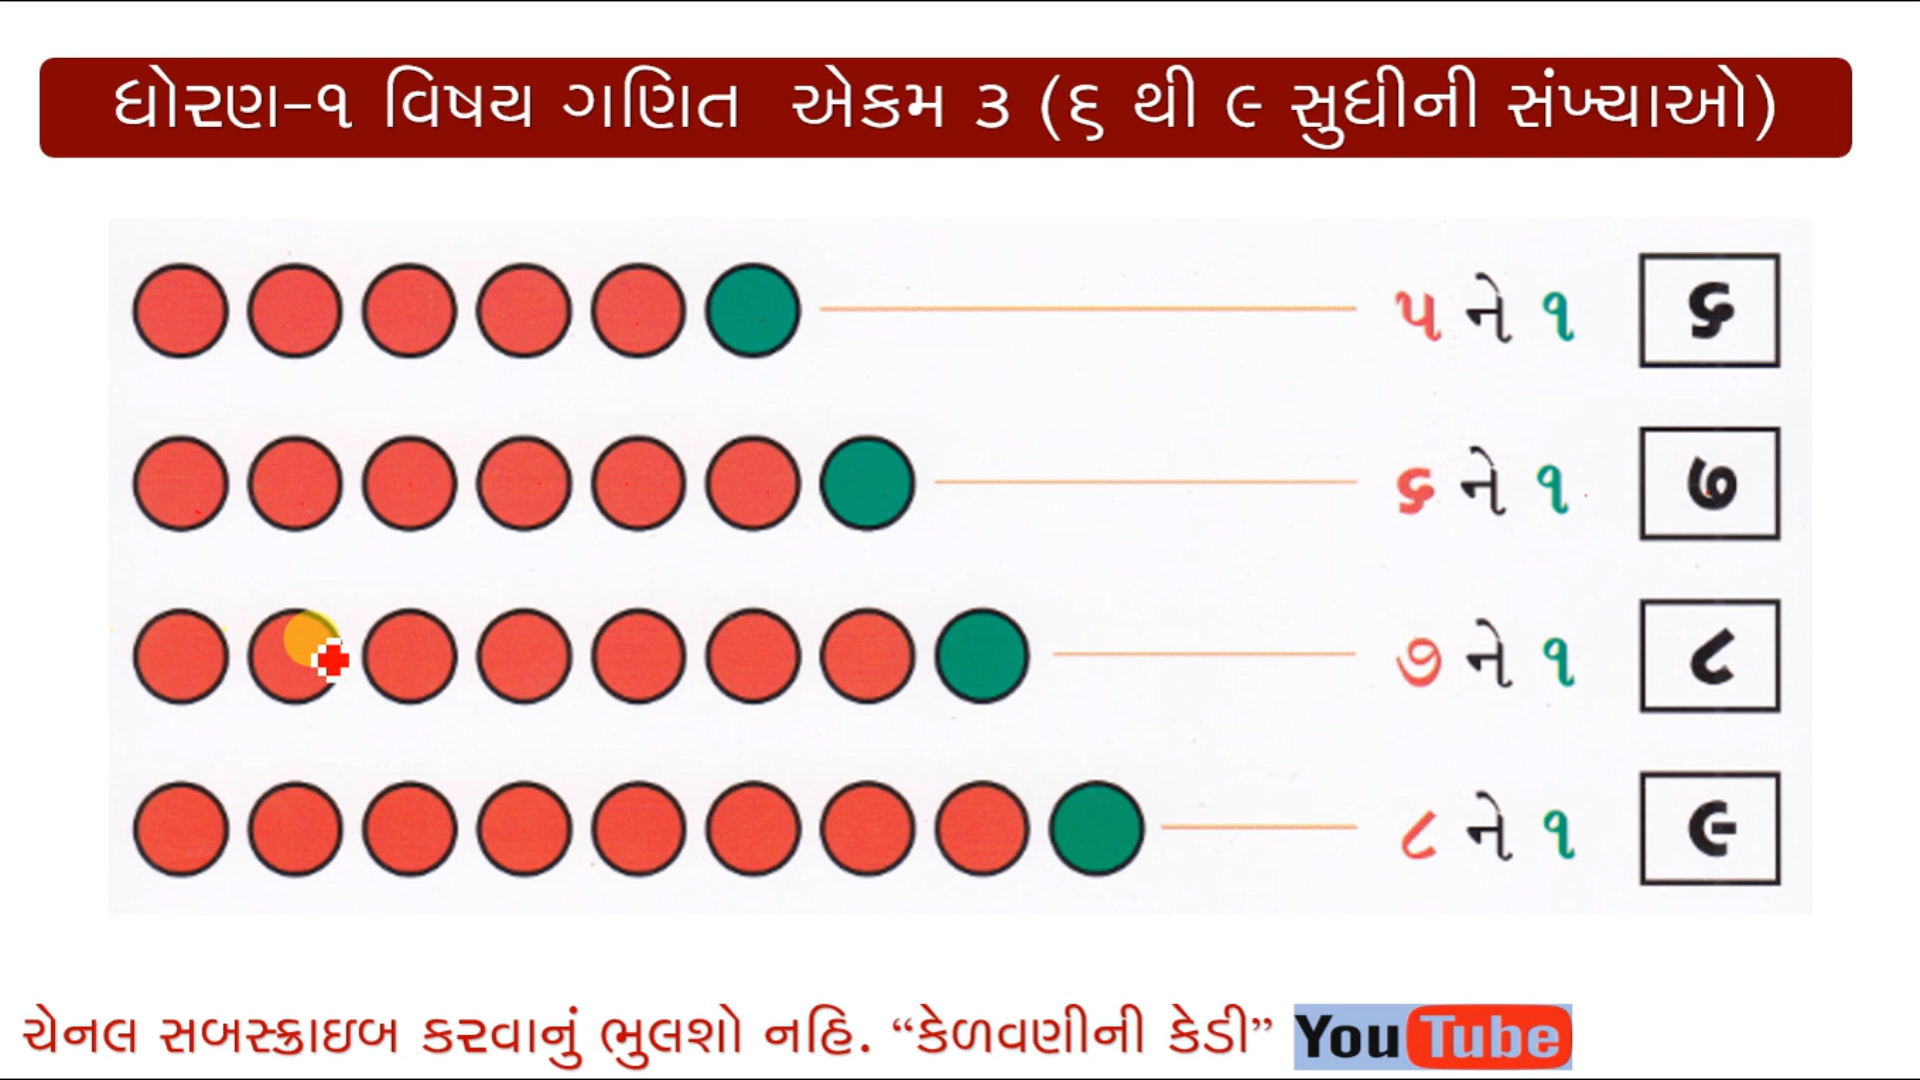 ધોરણ-૧ વિષય ગણિત એકમ ૩ (૬ થી ૯ સુધીની સંખ્યાઓ)
૫ ને ૧ ૬
૬ ને ૧ ૭
૭ ને ૧ ૮
૮ ને ૧ ૯
ચેનલ સબસ્ક્રાઇબ કરવાનું ભુલશો નહિ. “કેળવણીની કેડી” YouTube